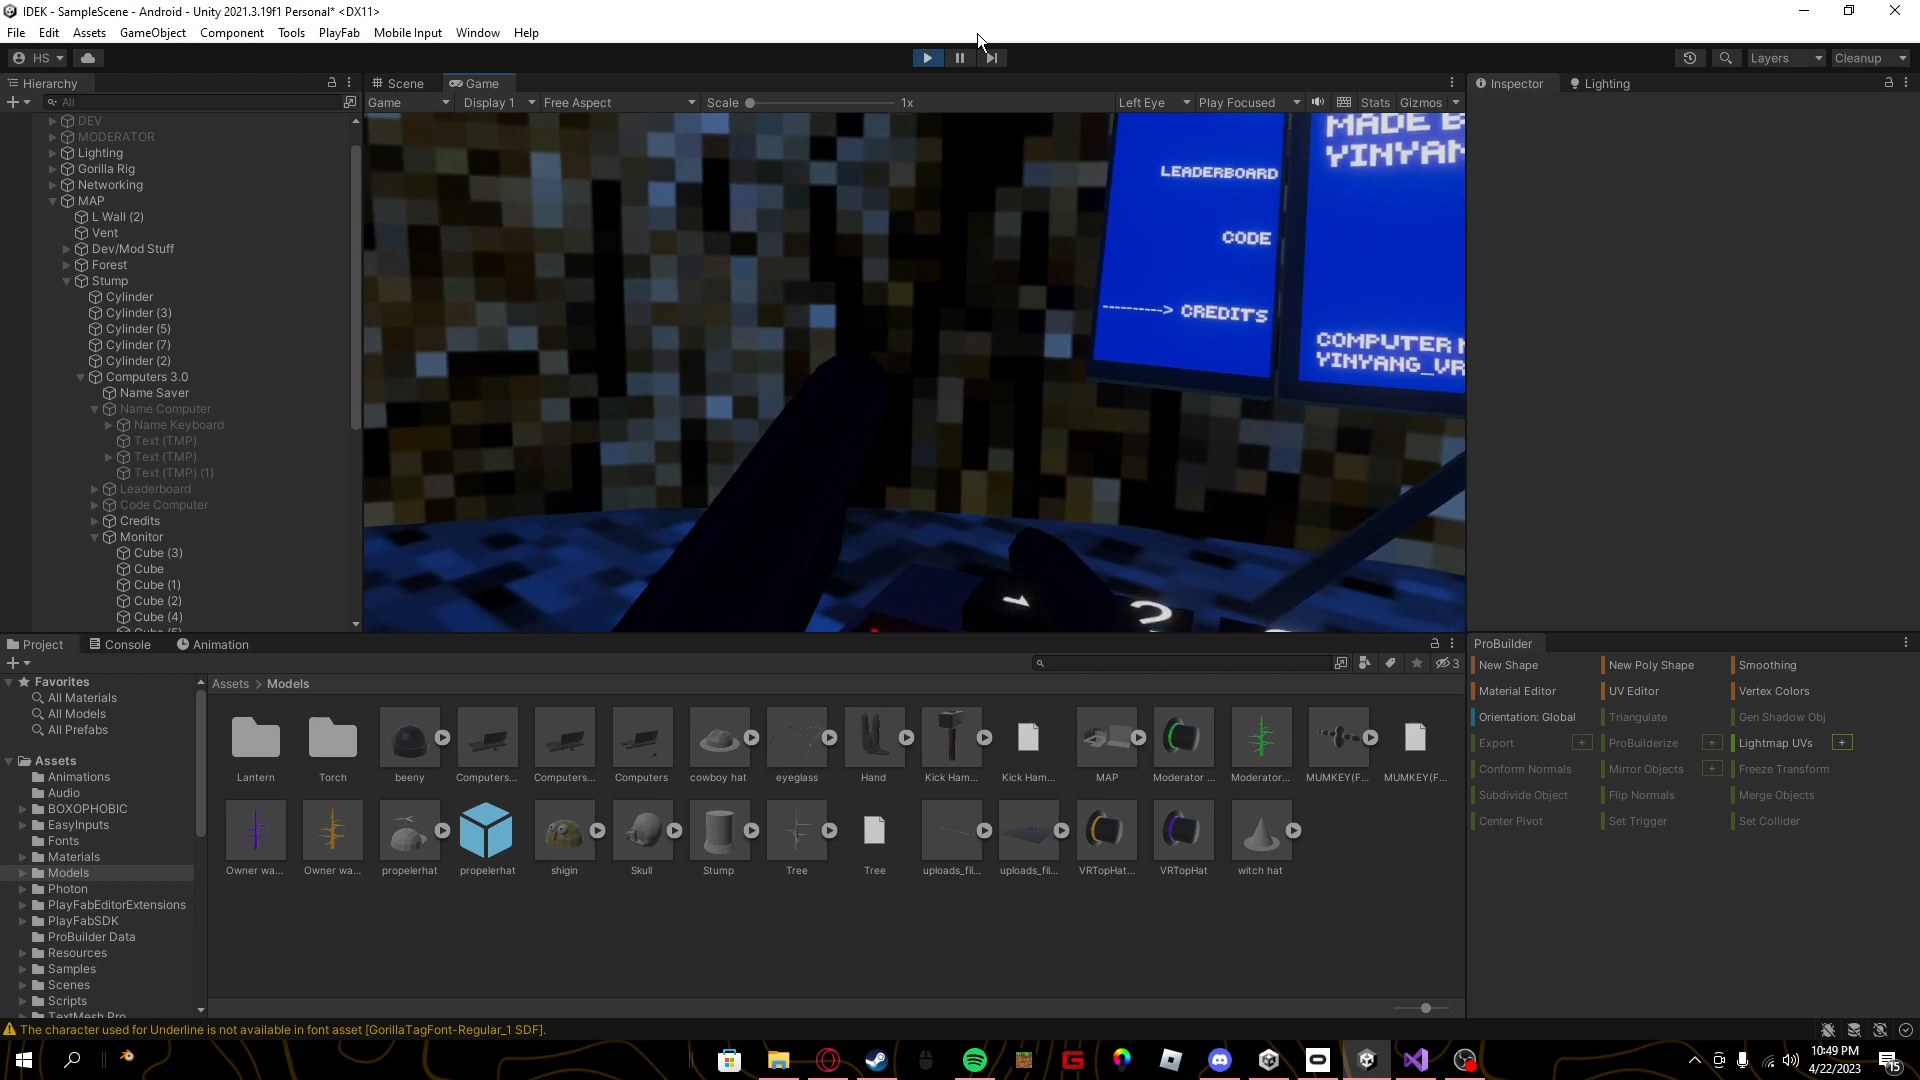 IDEK - SampleScene - Android - Unity 2021.3.19f1 Personal* <DX11>
File Edit Assets GameObject Component Tools PlayFab Mobile Input Window Help
HS Layers Cleanup
Hierarchy
All
DEV
MODERATOR
Lighting
Gorilla Rig
Networking
MAP
L Wall (2)
Vent
Dev/Mod Stuff
Forest
Stump
Cylinder
Cylinder (3)
Cylinder (5)
Cylinder (7)
Cylinder (2)
Computers 3.0
Name Saver
Name Computer
Name Keyboard
Text (TMP)
Text (TMP)
Text (TMP) (1)
Leaderboard
Code Computer
Credits
Monitor
Cube (3)
Cube
Cube (1)
Cube (2)
Cube (4)
Cube (5)
Scene Game
Game Display 1 Free Aspect Scale 1x Left Eye Play Focused Stats Gizmos
LEADERBOARD
CODE
---------> CREDITS
MADE B
YINYAN
COMPUTER
YINYANG_VR
1 2
Inspector Lighting
Project Console Animation
3
Favorites
All Materials
All Models
All Prefabs
Assets
Animations
Audio
BOXOPHOBIC
EasyInputs
Fonts
Materials
Models
Photon
PlayFabEditorExtensions
PlayFabSDK
ProBuilder Data
Resources
Samples
Scenes
Scripts
TextMesh Pro
Assets > Models
Lantern Torch beeny Computers... Computers... Computers cowboy hat eyeglass Hand Kick Ham... Kick Ham... MAP Moderator ... Moderator... MUMKEY(F... MUMKEY(F...
Owner wa... Owner wa... propelerhat propelerhat shigin Skull Stump Tree Tree uploads_fil... uploads_fil... VRTopHat... VRTopHat witch hat
ProBuilder
New Shape New Poly Shape Smoothing
Material Editor UV Editor Vertex Colors
Orientation: Global Triangulate Gen Shadow Obj
Export + ProBuilderize + Lightmap UVs +
Conform Normals Mirror Objects + Freeze Transform
Subdivide Object Flip Normals Merge Objects
Center Pivot Set Trigger Set Collider
The character used for Underline is not available in font asset [GorillaTagFont-Regular_1 SDF].
10:49 PM
4/22/2023
15